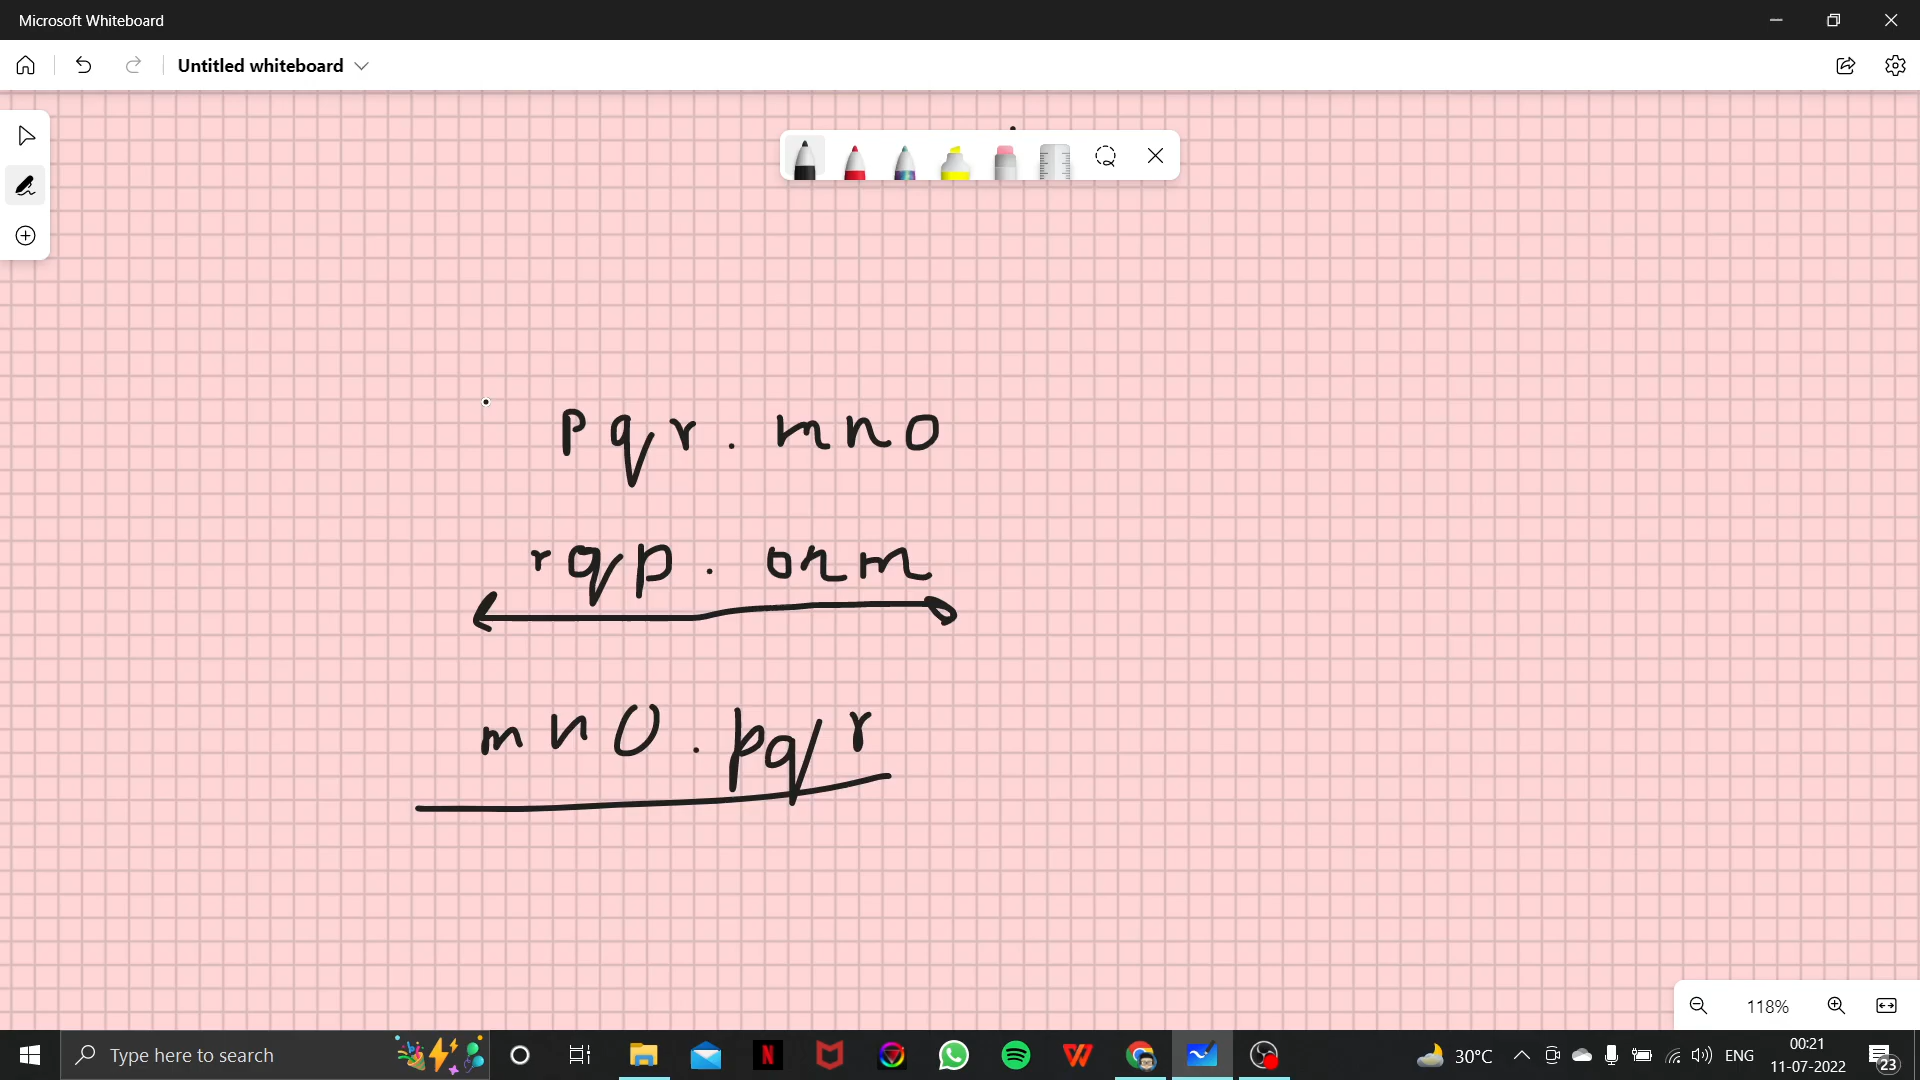 Microsoft Whiteboard
Untitled whiteboard
pqr.mno
rqp.onm
mno.pqr
118%
Type here to search
30°C
ENG
00:21
11-07-2022
23